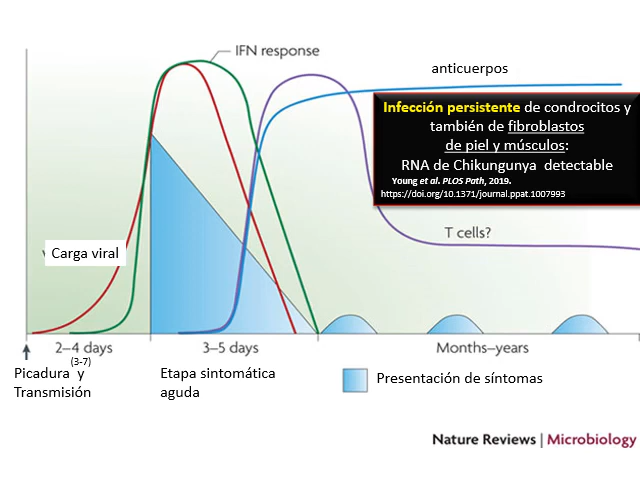 IFN response
anticuerpos
Infección persistente de condrocitos y
también de fibroblastos
de piel y músculos:
RNA de Chikungunya detectable
Young et al. PLOS Path, 2019.
https://doi.org/10.1371/journal.ppat.1007993
T cells?
Carga viral
2–4 days
3–5 days
Months–years
(3-7)
Picadura y
Transmisión
Etapa sintomática
aguda
Presentación de síntomas
Nature Reviews | Microbiology